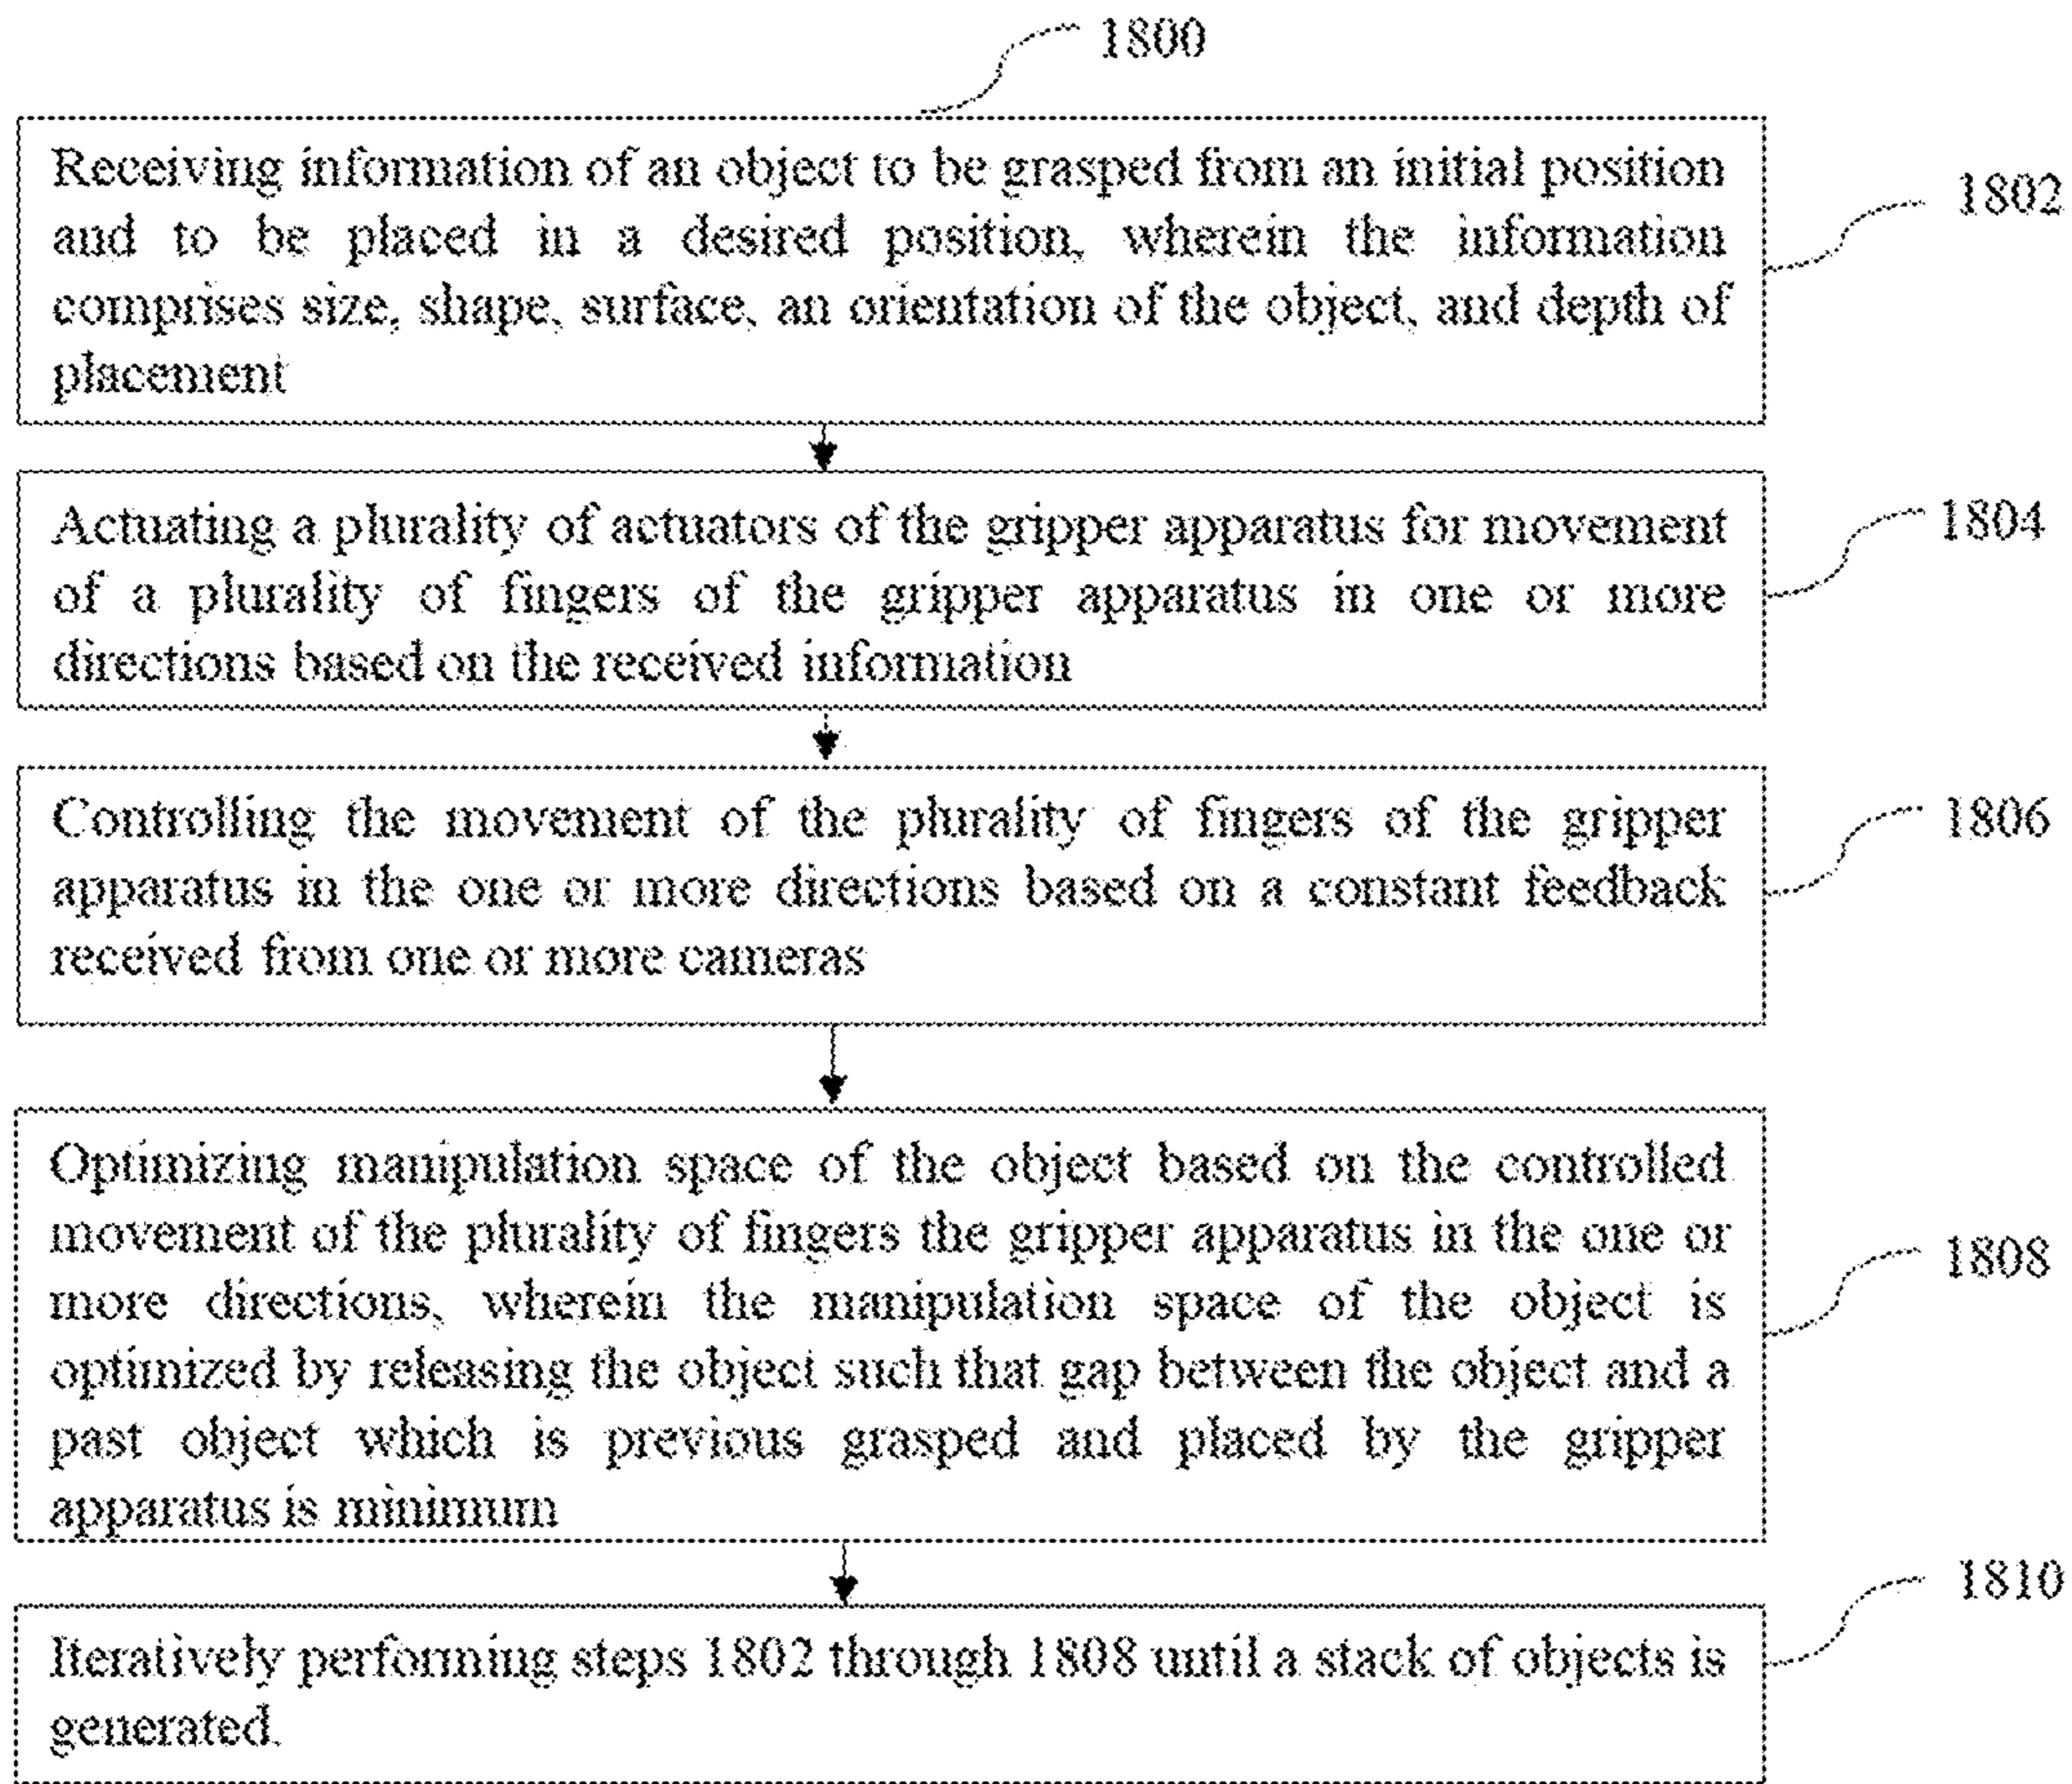 1800
Receiving information of an object to be grasped from an initial position
and to be placed in a desired position, wherein the information
comprises size, shape, surface, an orientation of the object, and depth of
placement
1802
Actuating a plurality of actuators of the gripper apparatus for movement
of a plurality of fingers of the gripper apparatus in one or more
directions based on the received information
1804
Controlling the movement of the plurality of fingers of the gripper
apparatus in the one or more directions based on a constant feedback
received from one or more cameras
1806
Optimizing manipulation space of the object based on the controlled
movement of the plurality of fingers the gripper apparatus in the one or
more directions, wherein the manipulation space of the object is
optimized by releasing the object such that gap between the object and a
past object which is previous grasped and placed by the gripper
apparatus is minimum
1808
Iteratively performing steps 1802 through 1808 until a stack of objects is
generated.
1810